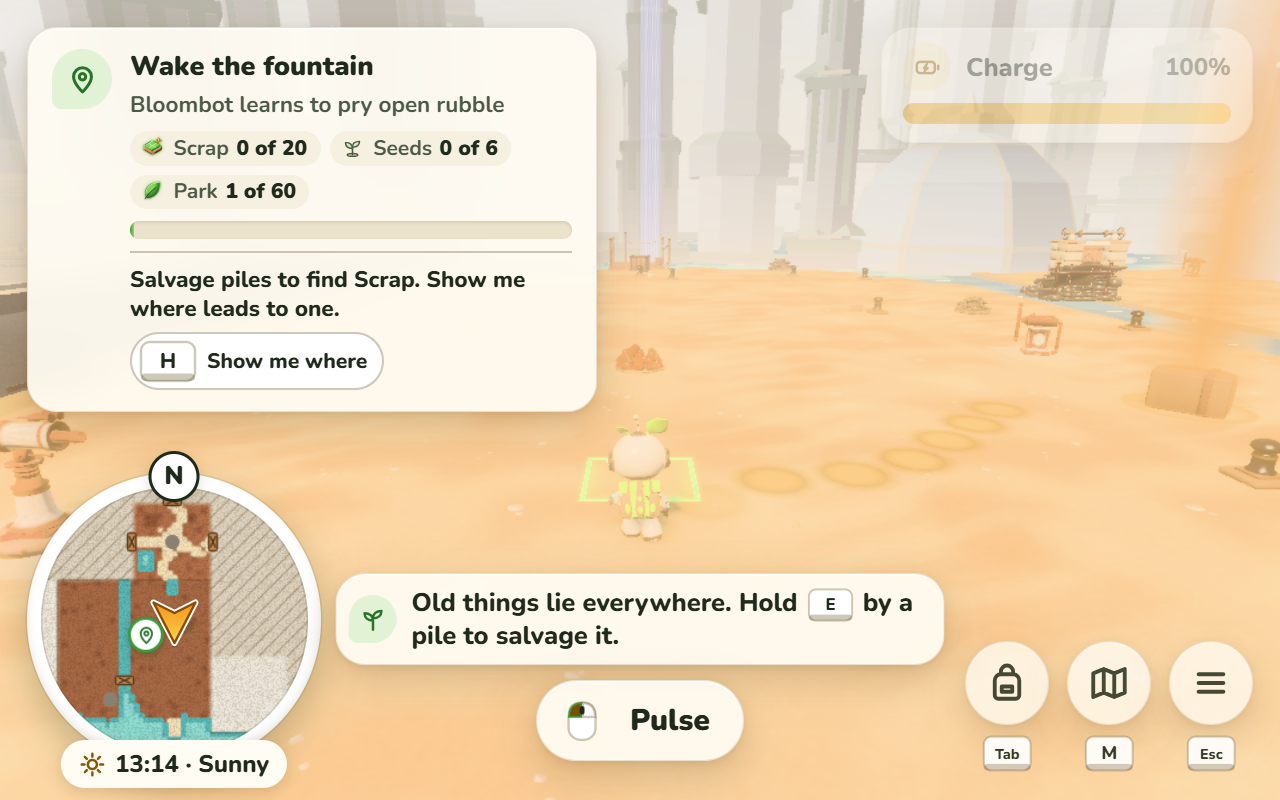 Wake the fountain
Bloombot learns to pry open rubble
Scrap 0 of 20
Seeds 0 of 6
Park 1 of 60
Salvage piles to find Scrap. Show me
where leads to one.
H Show me where
Charge 100%
N
Old things lie everywhere. Hold E by a
pile to salvage it.
Pulse
13:14 · Sunny
Tab
M
Esc